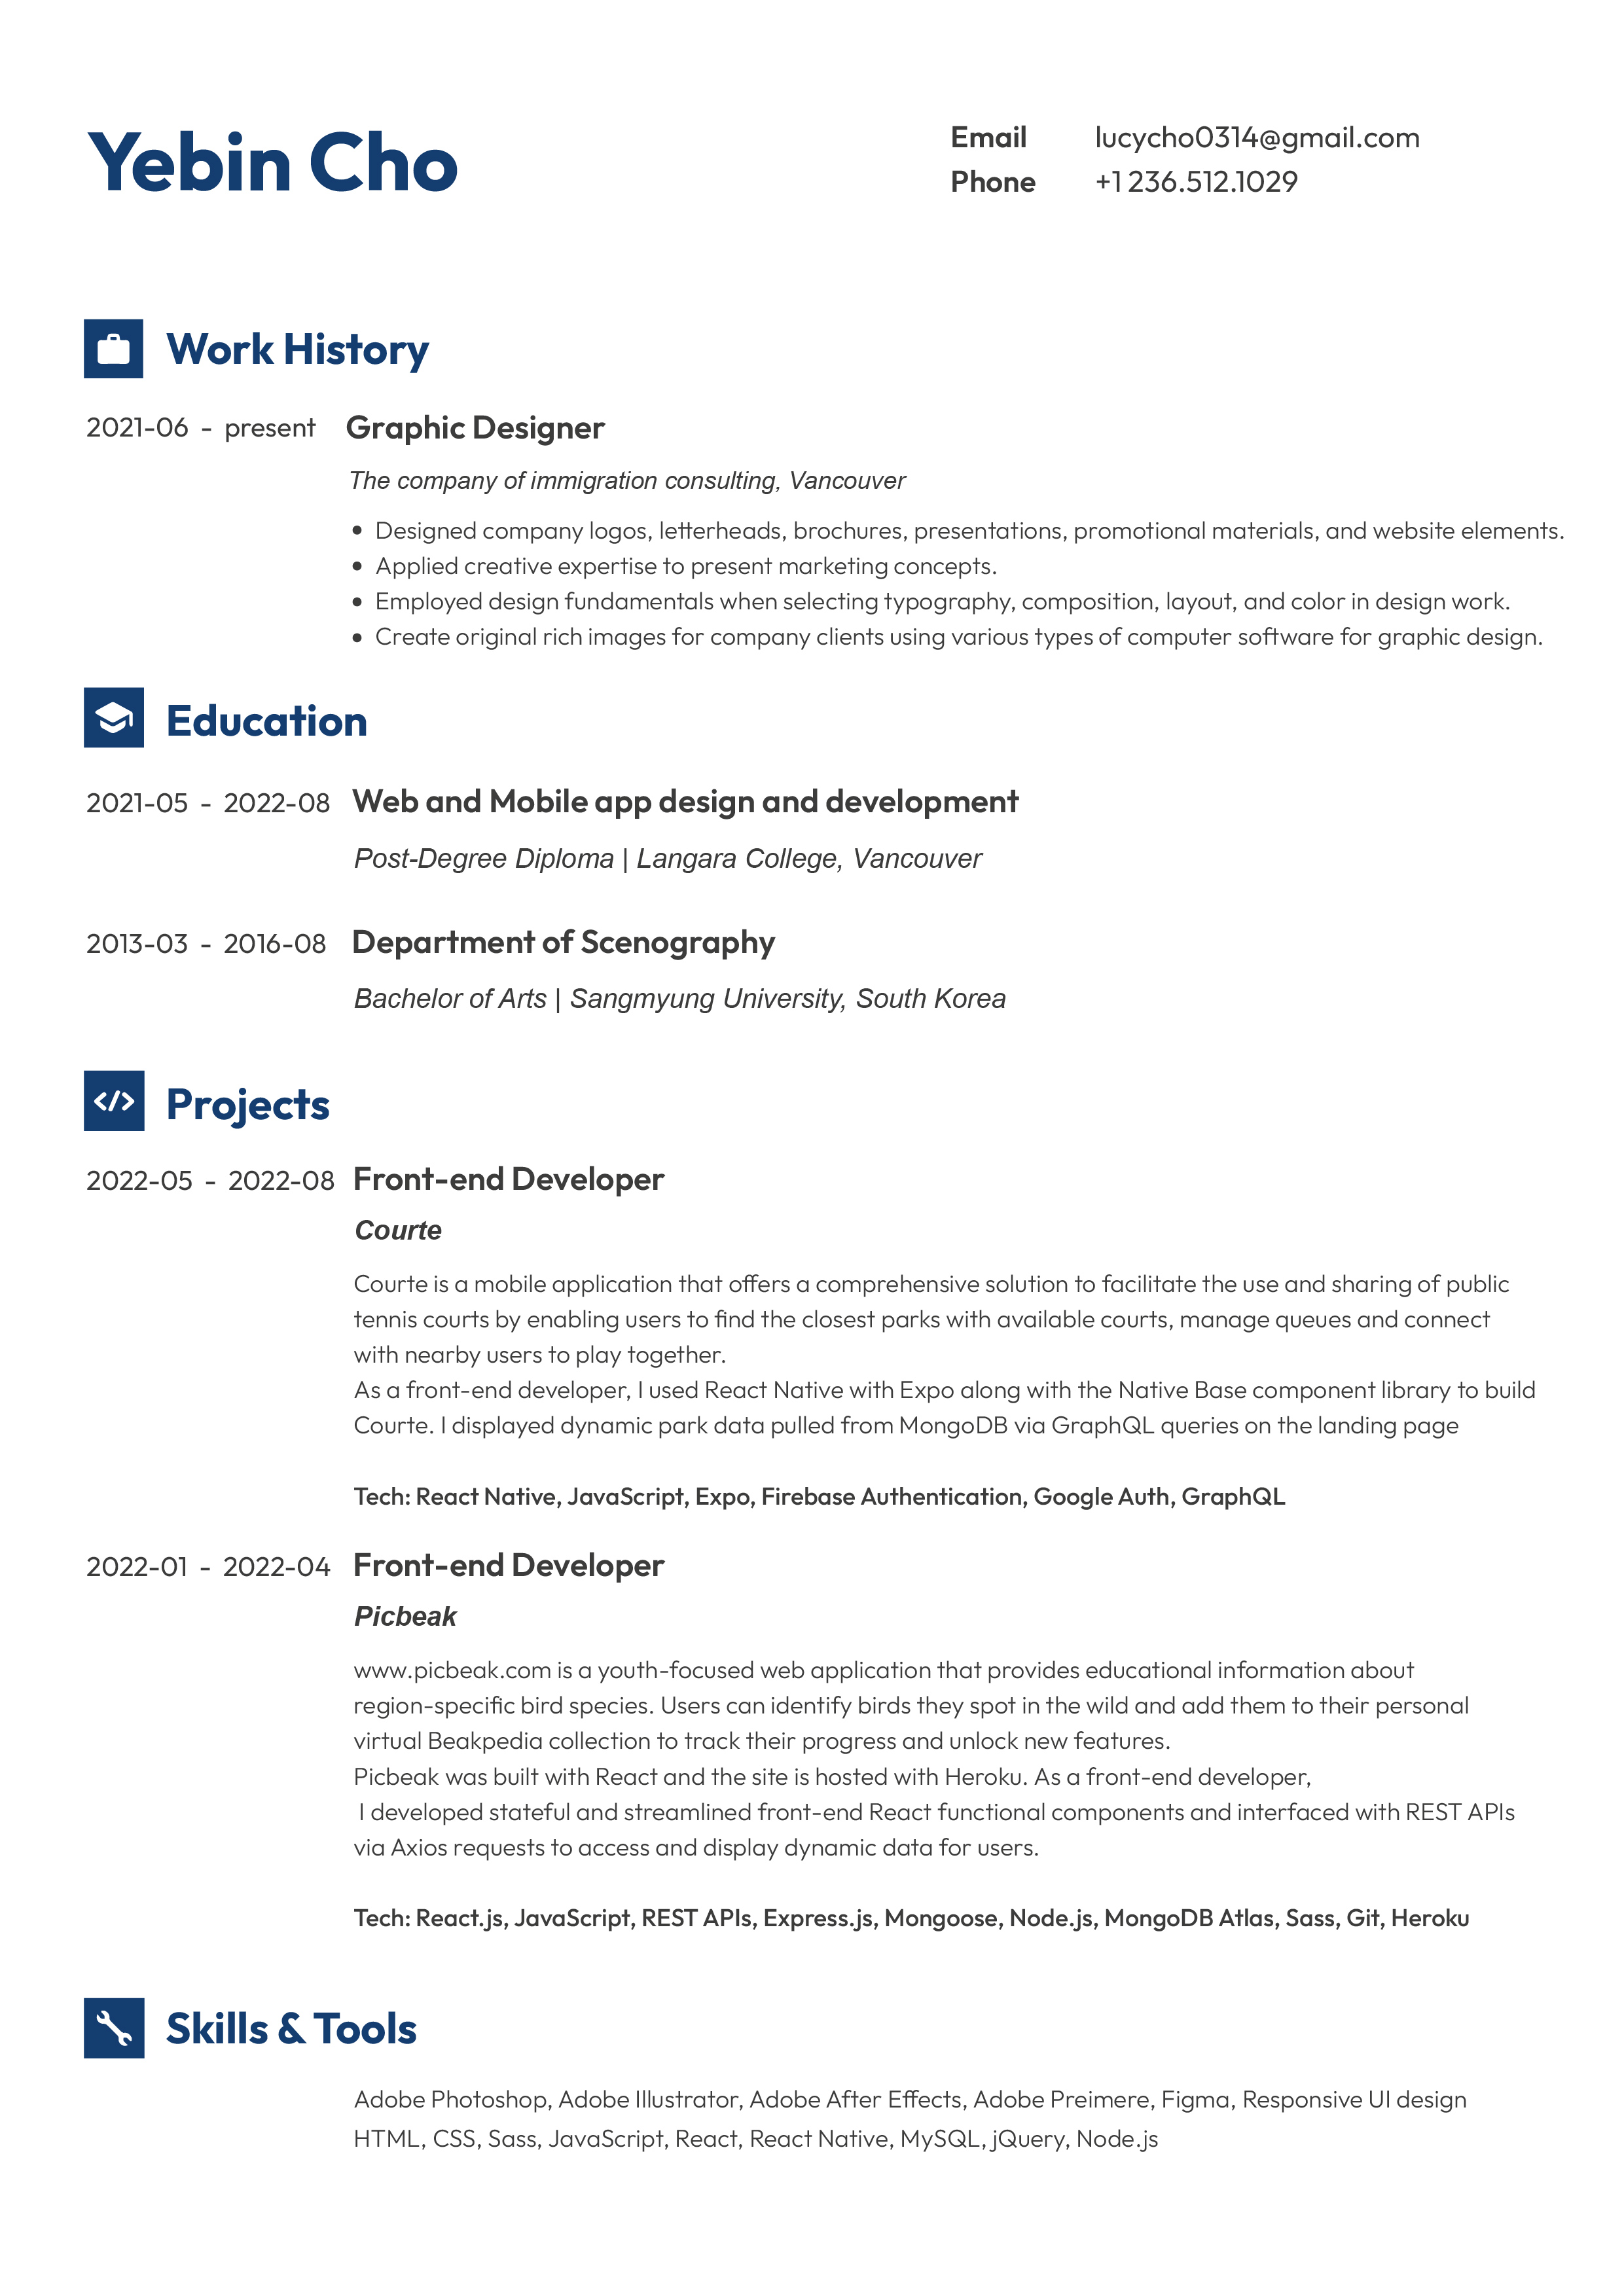 Yebin Cho
Email lucycho0314@gmail.com
Phone +1 236.512.1029
Work History
2021-06 - present Graphic Designer
The company of immigration consulting, Vancouver
• Designed company logos, letterheads, brochures, presentations, promotional materials, and website elements.
• Applied creative expertise to present marketing concepts.
• Employed design fundamentals when selecting typography, composition, layout, and color in design work.
• Create original rich images for company clients using various types of computer software for graphic design.
Education
2021-05 - 2022-08 Web and Mobile app design and development
Post-Degree Diploma | Langara College, Vancouver
2013-03 - 2016-08 Department of Scenography
Bachelor of Arts | Sangmyung University, South Korea
Projects
2022-05 - 2022-08 Front-end Developer
Courte
Courte is a mobile application that offers a comprehensive solution to facilitate the use and sharing of public
tennis courts by enabling users to find the closest parks with available courts, manage queues and connect
with nearby users to play together.
As a front-end developer, I used React Native with Expo along with the Native Base component library to build
Courte. I displayed dynamic park data pulled from MongoDB via GraphQL queries on the landing page
Tech: React Native, JavaScript, Expo, Firebase Authentication, Google Auth, GraphQL
2022-01 - 2022-04 Front-end Developer
Picbeak
www.picbeak.com is a youth-focused web application that provides educational information about
region-specific bird species. Users can identify birds they spot in the wild and add them to their personal
virtual Beakpedia collection to track their progress and unlock new features.
Picbeak was built with React and the site is hosted with Heroku. As a front-end developer,
I developed stateful and streamlined front-end React functional components and interfaced with REST APIs
via Axios requests to access and display dynamic data for users.
Tech: React.js, JavaScript, REST APIs, Express.js, Mongoose, Node.js, MongoDB Atlas, Sass, Git, Heroku
Skills & Tools
Adobe Photoshop, Adobe Illustrator, Adobe After Effects, Adobe Preimere, Figma, Responsive UI design
HTML, CSS, Sass, JavaScript, React, React Native, MySQL, jQuery, Node.js